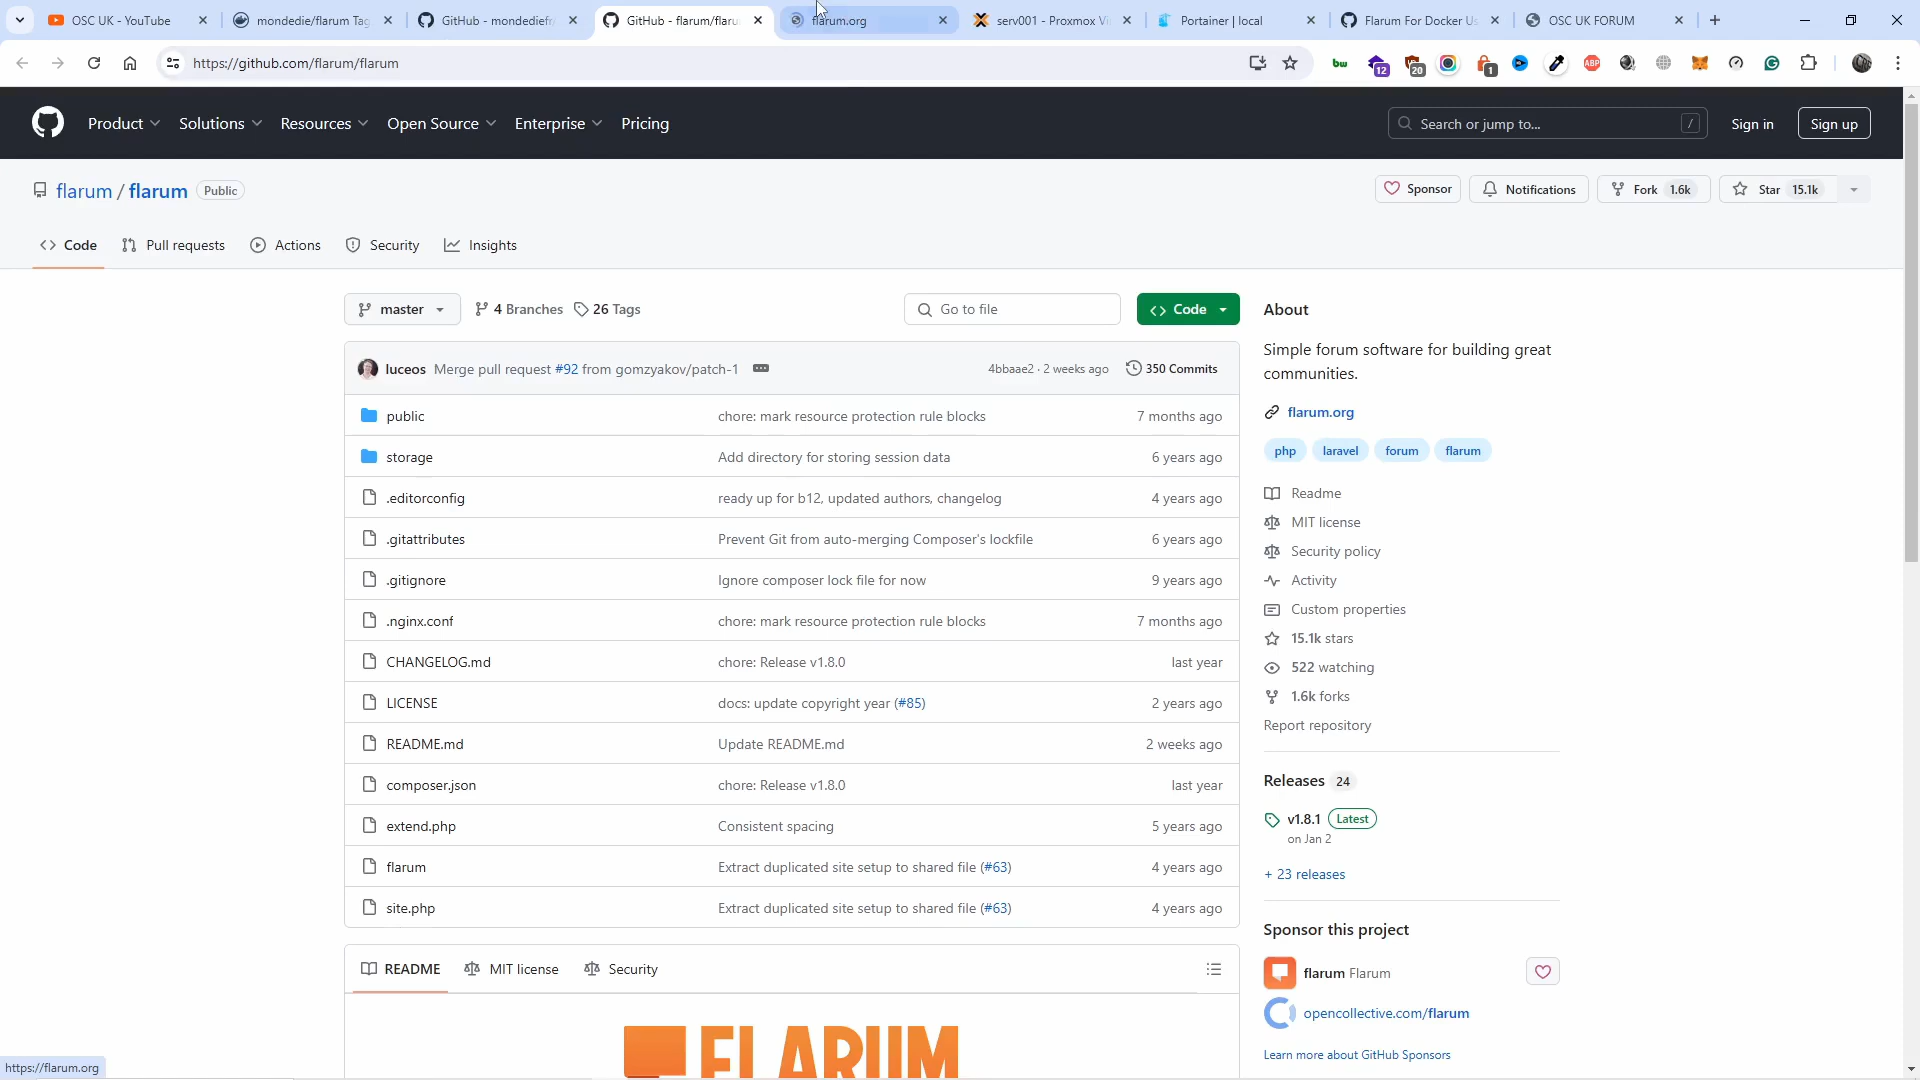 OSC UK - YouTube
mondedie/flarum Tag
GitHub - mondediefr
GitHub - flarum/flaru
flarum.org
serv001 - Proxmox Vi
Portainer | local
Flarum For Docker Us
OSC UK FORUM
https://github.com/flarum/flarum
bw
12
20
1
ABP
Product
Solutions
Resources
Open Source
Enterprise
Pricing
Search or jump to...
/
Sign in
Sign up
flarum / flarum
Public
Sponsor
Notifications
Fork 1.6k
Star 15.1k
Code
Pull requests
Actions
Security
Insights
master
4 Branches
26 Tags
Go to file
Code
luceos Merge pull request #92 from gomzyakov/patch-1
4bbaae2 · 2 weeks ago
350 Commits
public chore: mark resource protection rule blocks 7 months ago
storage Add directory for storing session data 6 years ago
.editorconfig ready up for b12, updated authors, changelog 4 years ago
.gitattributes Prevent Git from auto-merging Composer's lockfile 6 years ago
.gitignore Ignore composer lock file for now 9 years ago
.nginx.conf chore: mark resource protection rule blocks 7 months ago
CHANGELOG.md chore: Release v1.8.0 last year
LICENSE docs: update copyright year (#85) 2 years ago
README.md Update README.md 2 weeks ago
composer.json chore: Release v1.8.0 last year
extend.php Consistent spacing 5 years ago
flarum Extract duplicated site setup to shared file (#63) 4 years ago
site.php Extract duplicated site setup to shared file (#63) 4 years ago
README
MIT license
Security
FLARUM
About
Simple forum software for building great
communities.
flarum.org
php
laravel
forum
flarum
Readme
MIT license
Security policy
Activity
Custom properties
15.1k stars
522 watching
1.6k forks
Report repository
Releases 24
v1.8.1 Latest
on Jan 2
+ 23 releases
Sponsor this project
flarum Flarum
opencollective.com/flarum
Learn more about GitHub Sponsors
https://flarum.org